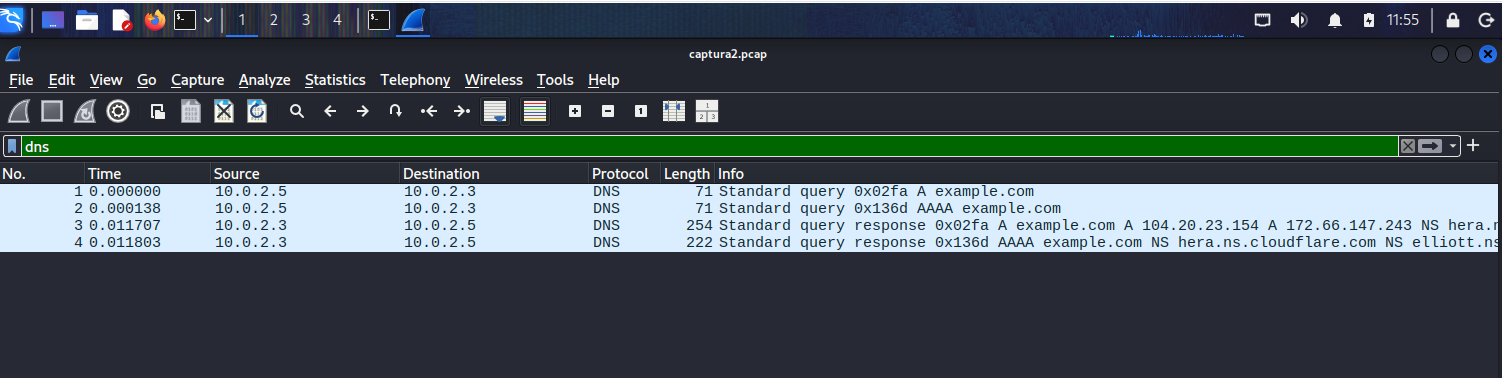 1 2 3 4 11:55
captura2.pcap
File Edit View Go Capture Analyze Statistics Telephony Wireless Tools Help
dns
No. Time Source Destination Protocol Length Info
1 0.000000 10.0.2.5 10.0.2.3 DNS 71 Standard query 0x02fa A example.com
2 0.000138 10.0.2.5 10.0.2.3 DNS 71 Standard query 0x136d AAAA example.com
3 0.011707 10.0.2.3 10.0.2.5 DNS 254 Standard query response 0x02fa A example.com A 104.20.23.154 A 172.66.147.243 NS hera.n
4 0.011803 10.0.2.3 10.0.2.5 DNS 222 Standard query response 0x136d AAAA example.com NS hera.ns.cloudflare.com NS elliott.ns